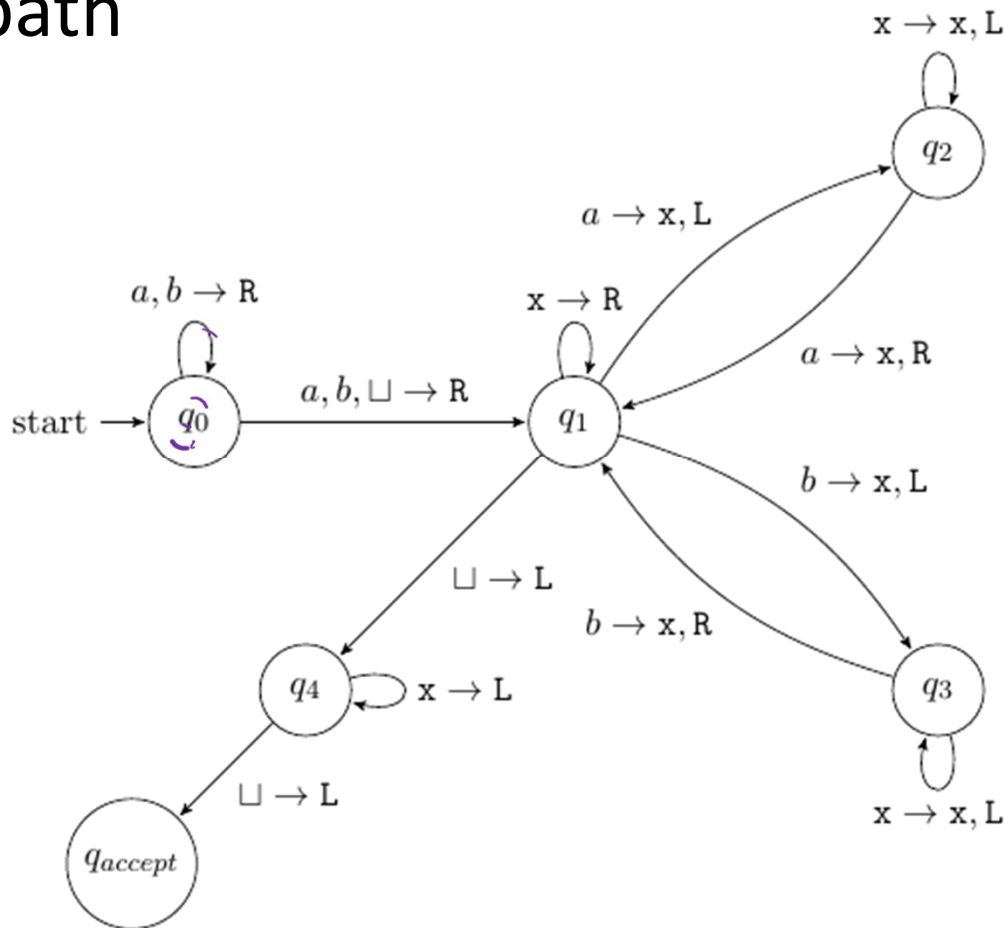 path
x → x, L
q2
a → x, L
a, b → R
x → R
a → x, R
start
q0
a, b, ⊔ → R
q1
b → x, L
⊔ → L
b → x, R
q4
x → L
q3
⊔ → L
x → x, L
qaccept